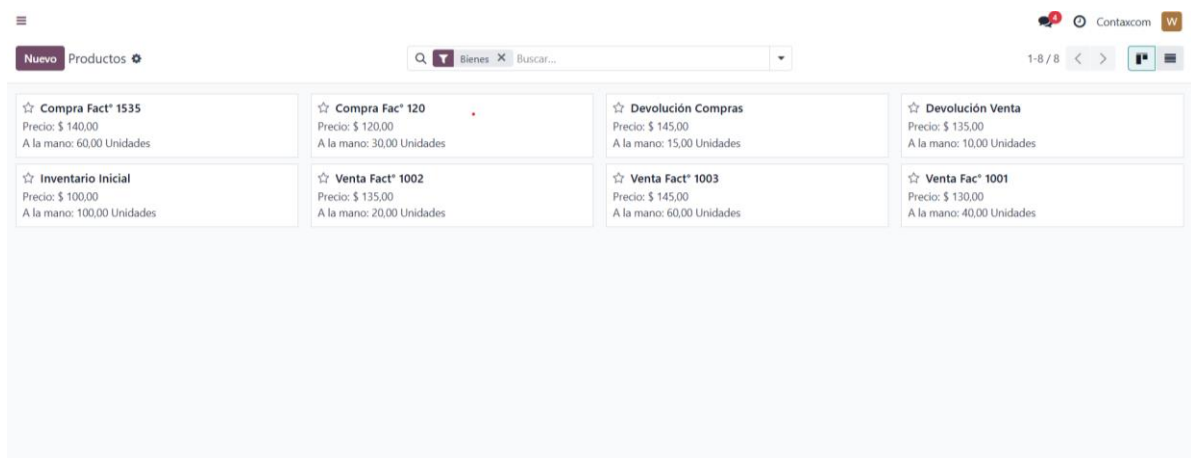 4
Contaxcom
W
Nuevo Productos
Bienes × Buscar...
1-8 / 8
Compra Fact° 1535
Precio: $ 140,00
A la mano: 60,00 Unidades
Compra Fac° 120
Precio: $ 120,00
A la mano: 30,00 Unidades
Devolución Compras
Precio: $ 145,00
A la mano: 15,00 Unidades
Devolución Venta
Precio: $ 135,00
A la mano: 10,00 Unidades
Inventario Inicial
Precio: $ 100,00
A la mano: 100,00 Unidades
Venta Fact° 1002
Precio: $ 135,00
A la mano: 20,00 Unidades
Venta Fact° 1003
Precio: $ 145,00
A la mano: 60,00 Unidades
Venta Fac° 1001
Precio: $ 130,00
A la mano: 40,00 Unidades